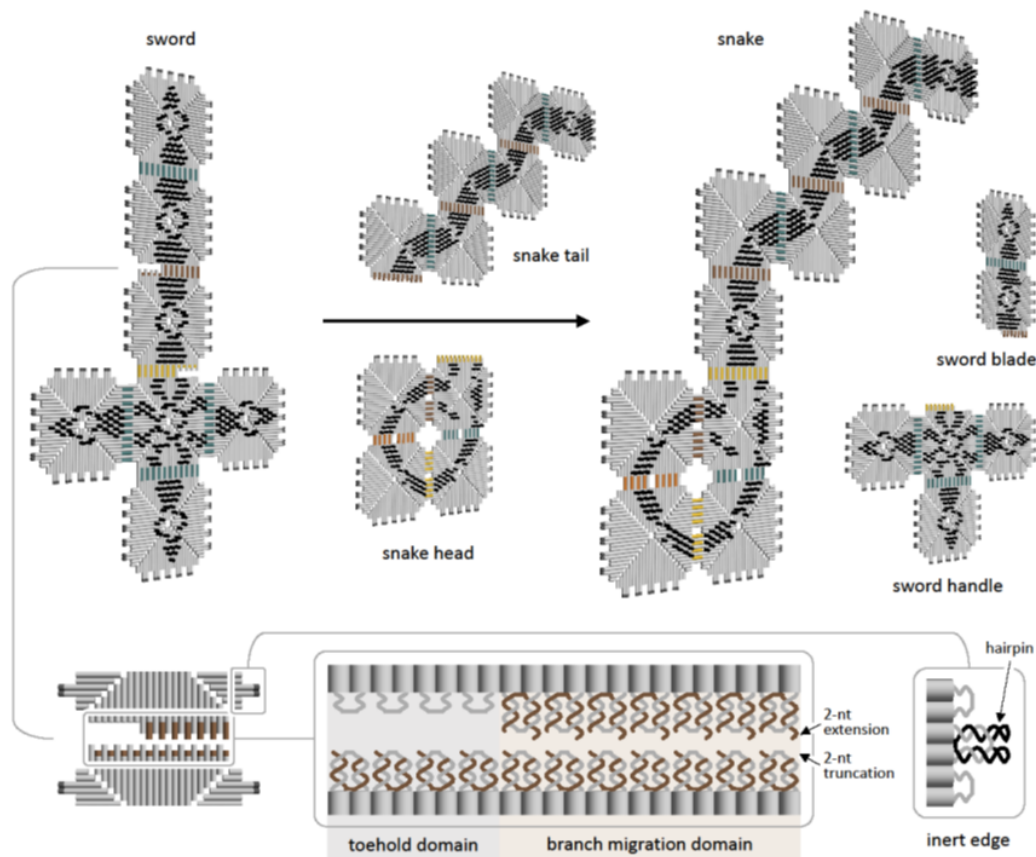 sword
snake
snake tail
sword blade
snake head
sword handle
hairpin
2-nt
extension
2-nt
truncation
toehold domain
branch migration domain
inert edge